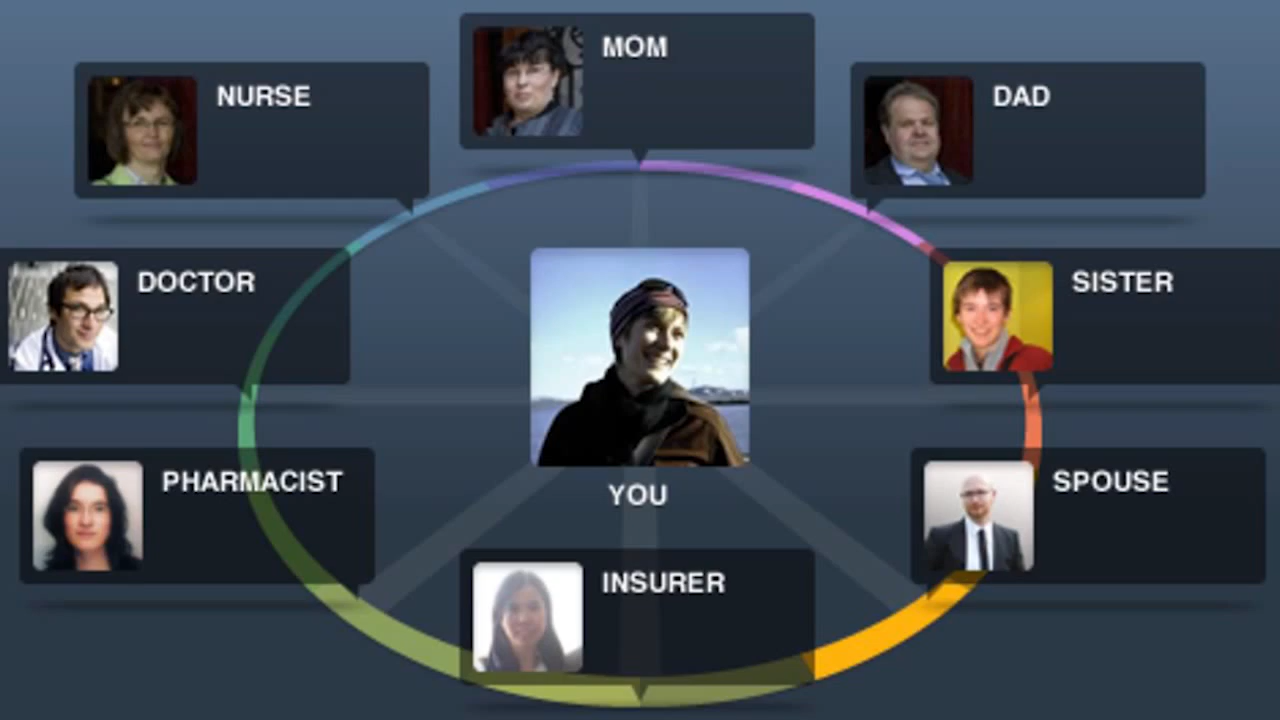 MOM
NURSE
DAD
DOCTOR
SISTER
PHARMACIST
SPOUSE
YOU
INSURER